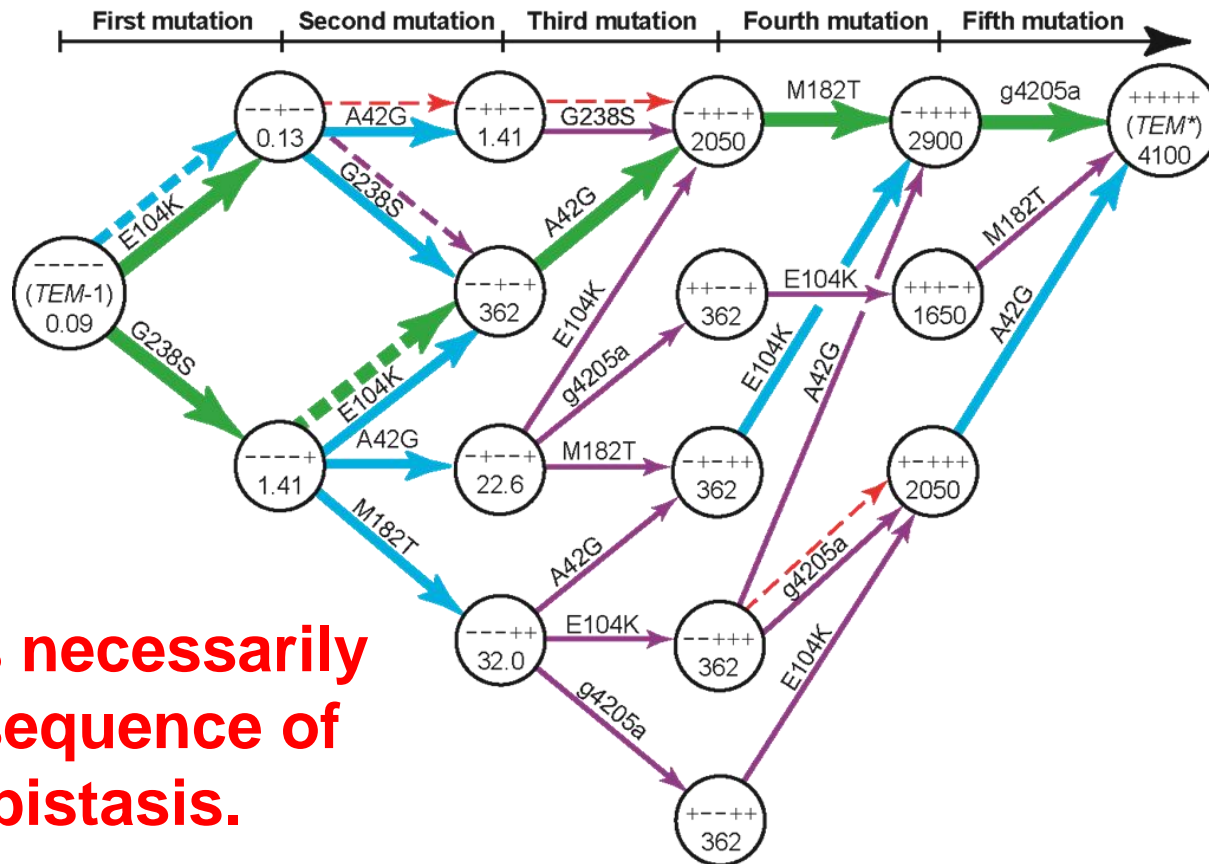 First mutation Second mutation Third mutation Fourth mutation Fifth mutation
−−+−−
0.13
A42G
−++−−
1.41
G238S
−++−+
2050
M182T
−++++
2900
g4205a
+++++
(TEM*)
4100
E104K
G238S
A42G
−−−−−
(TEM-1)
0.09
−−+−+
362
E104K
++−−+
362
E104K
+++−+
1650
M182T
G238S
E104K
g4205a
E104K
A42G
A42G
−−−−+
1.41
A42G
−+−−+
22.6
M182T
−+−++
362
+−+++
2050
M182T
A42G
g4205a
−−−++
32.0
E104K
−−+++
362
E104K
g4205a
+−−++
362
necessarily
sequence of
pistasis.